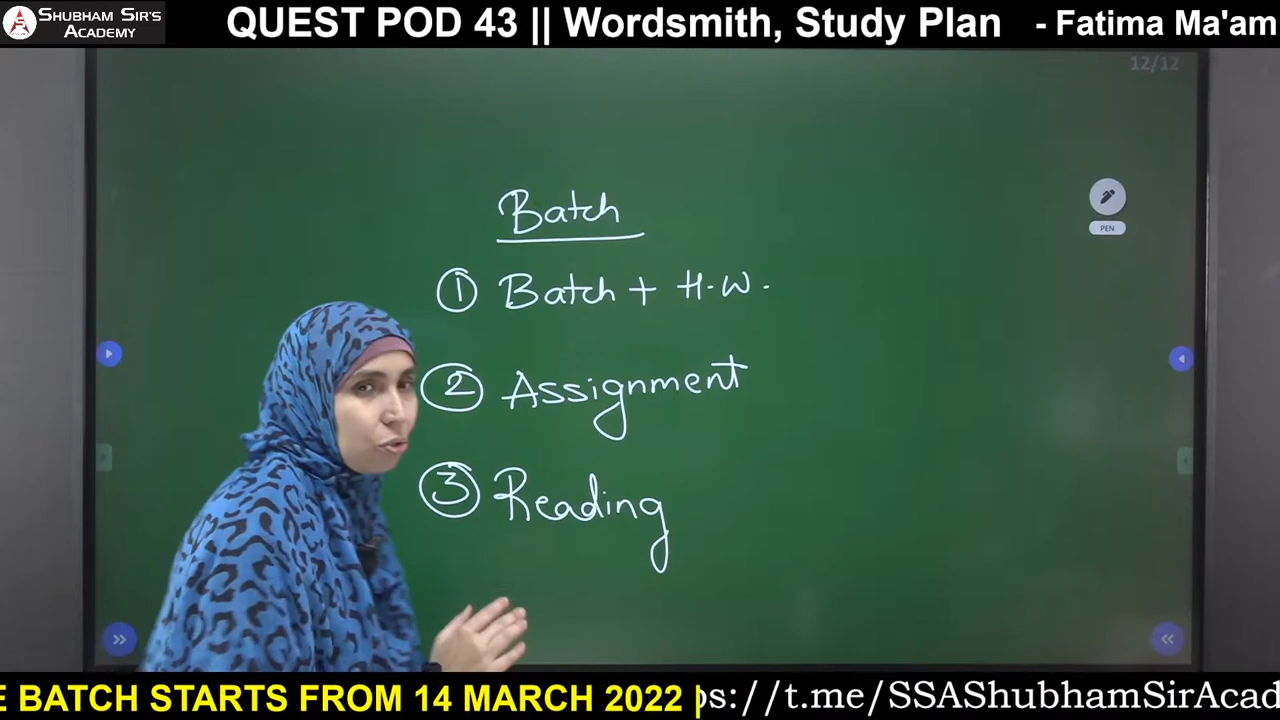 SHUBHAM SIR'S
ACADEMY
QUEST POD 43 || Wordsmith, Study Plan - Fatima Ma'am
12/12
PEN
Batch
① Batch + H.W.
② Assignment
③ Reading
E BATCH STARTS FROM 14 MARCH 2022 | ps://t.me/SSAShubhamSirAcad